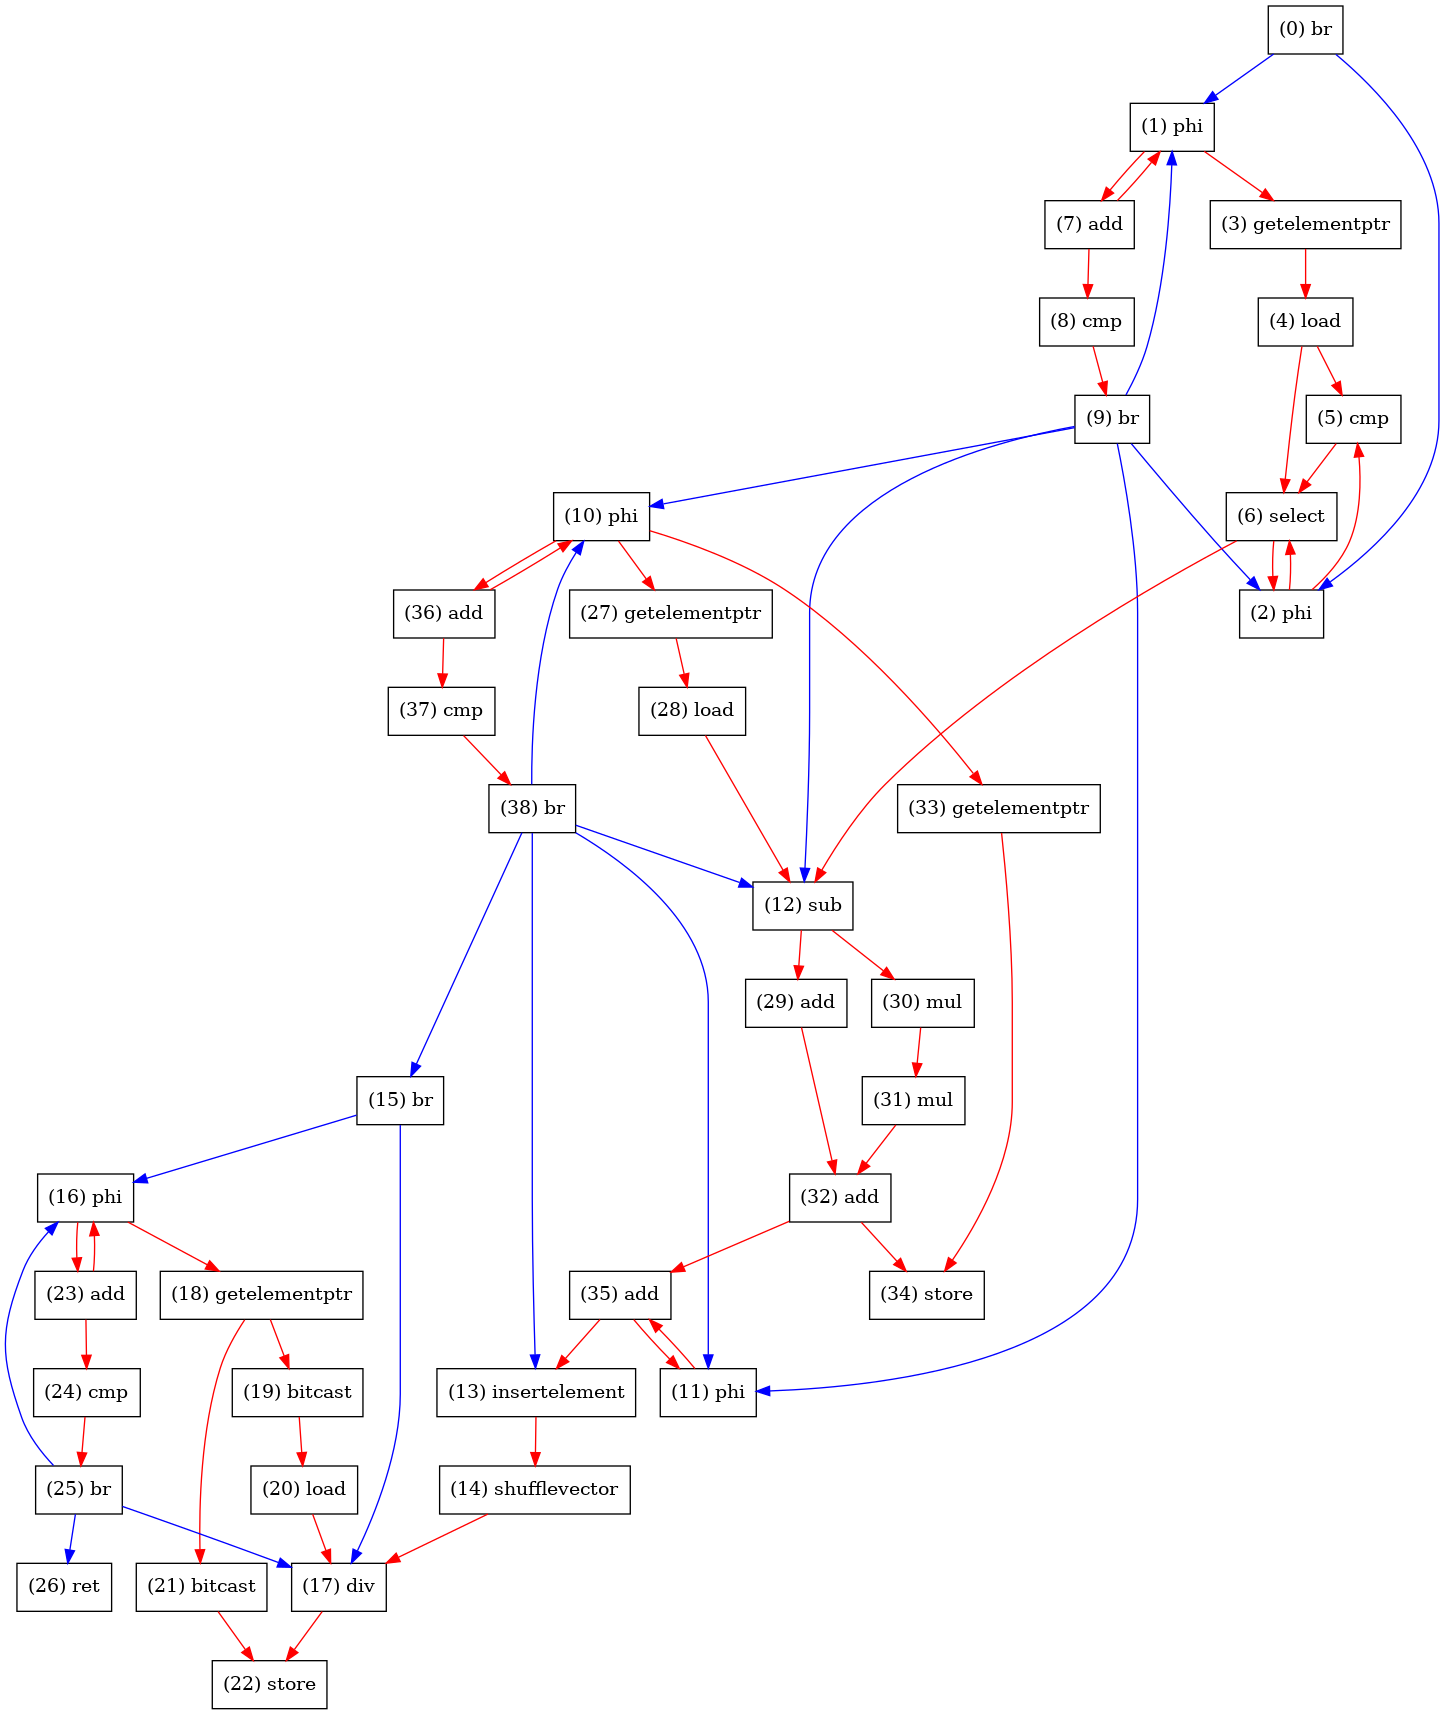 (0) br
(1) phi
(7) add
(3) getelementptr
(8) cmp
(4) load
(9) br
(5) cmp
(10) phi
(6) select
(36) add
(27) getelementptr
(2) phi
(37) cmp
(28) load
(38) br
(33) getelementptr
(12) sub
(29) add
(30) mul
(15) br
(31) mul
(16) phi
(32) add
(23) add
(18) getelementptr
(35) add
(34) store
(24) cmp
(19) bitcast
(13) insertelement
(11) phi
(25) br
(20) load
(14) shufflevector
(26) ret
(21) bitcast
(17) div
(22) store